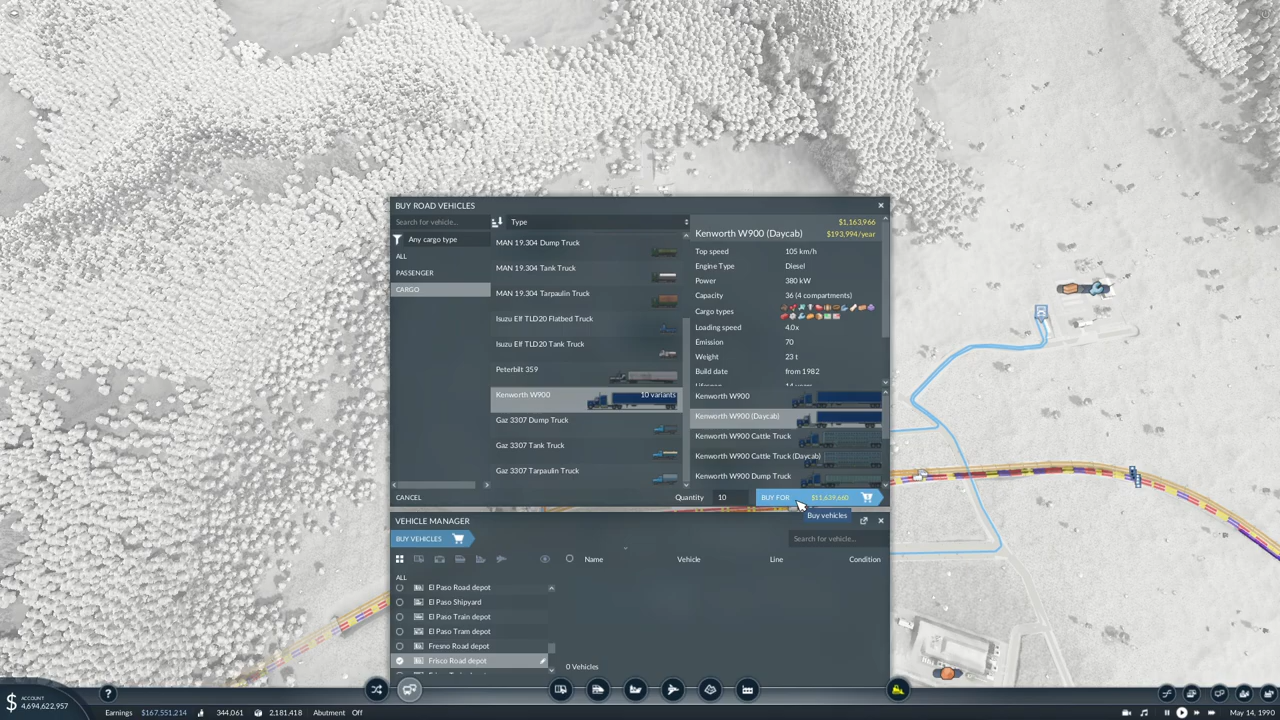 BUY ROAD VEHICLES
Search for vehicle...
Type
$1,163,966
Any cargo type
MAN 19.304 Dump Truck
Kenworth W900 (Daycab)
$193,994/year
ALL
Top speed
105 km/h
PASSENGER
MAN 19.304 Tank Truck
Engine Type
Diesel
CARGO
MAN 19.304 Tarpaulin Truck
Power
380 kW
Capacity
36 (4 compartments)
Isuzu Elf TLD20 Flatbed Truck
Cargo types
Loading speed
4.0x
Isuzu Elf TLD20 Tank Truck
Emission
70
Weight
23 t
Peterbilt 359
Build date
from 1982
Kenworth W900
10 variants
Kenworth W900
Gaz 3307 Dump Truck
Kenworth W900 (Daycab)
Kenworth W900 Cattle Truck
Gaz 3307 Tank Truck
Kenworth W900 Cattle Truck (Daycab)
Gaz 3307 Tarpaulin Truck
Kenworth W900 Dump Truck
CANCEL
Quantity
10
BUY FOR
$11,639,660
Buy vehicles
VEHICLE MANAGER
BUY VEHICLES
Search for vehicle...
Name
Vehicle
Line
Condition
ALL
El Paso Road depot
El Paso Shipyard
El Paso Train depot
El Paso Tram depot
Fresno Road depot
Frisco Road depot
0 Vehicles
$ ACCOUNT
4,694,622,957
?
Earnings
$167,551,214
344,061
2,181,418
Abutment
Off
May 14, 1990